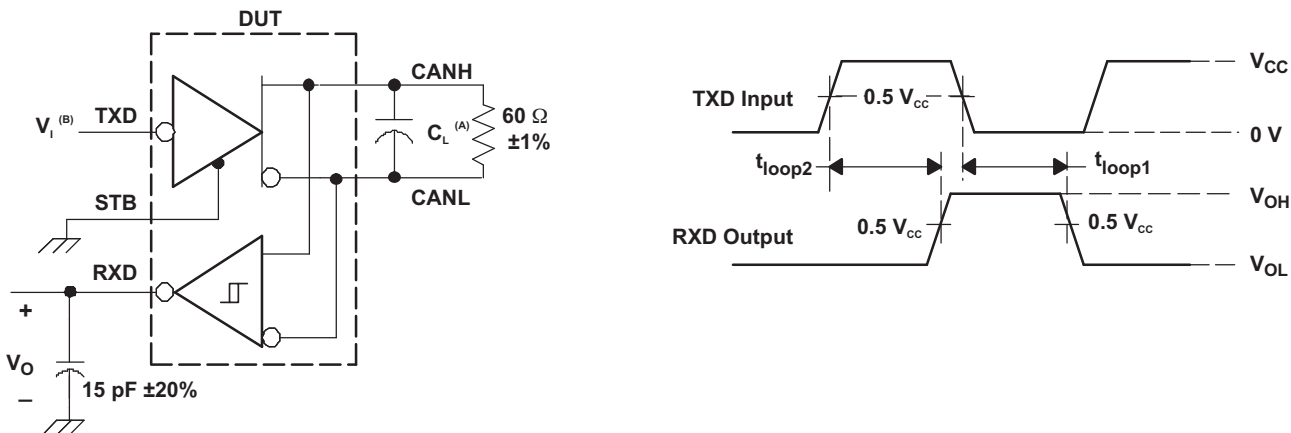 DUT
CANH
TXD
V_I (B)
C_L (A)
60 Ω
±1%
STB
CANL
RXD
+
V_O
–
15 pF ±20%
V_CC
TXD Input
0.5 V_CC
0 V
t_loop2
t_loop1
V_OH
0.5 V_CC
0.5 V_CC
RXD Output
V_OL